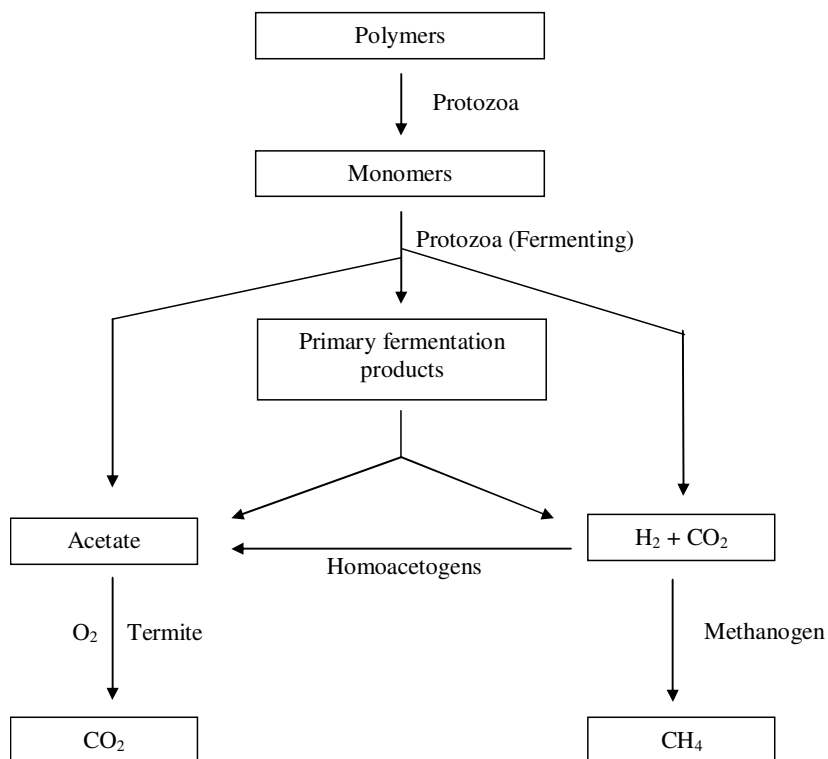 Polymers
Protozoa
Monomers
Protozoa (Fermenting)
Primary fermentation
products
Acetate
H₂ + CO₂
Homoacetogens
O₂ Termite
Methanogen
CO₂
CH₄